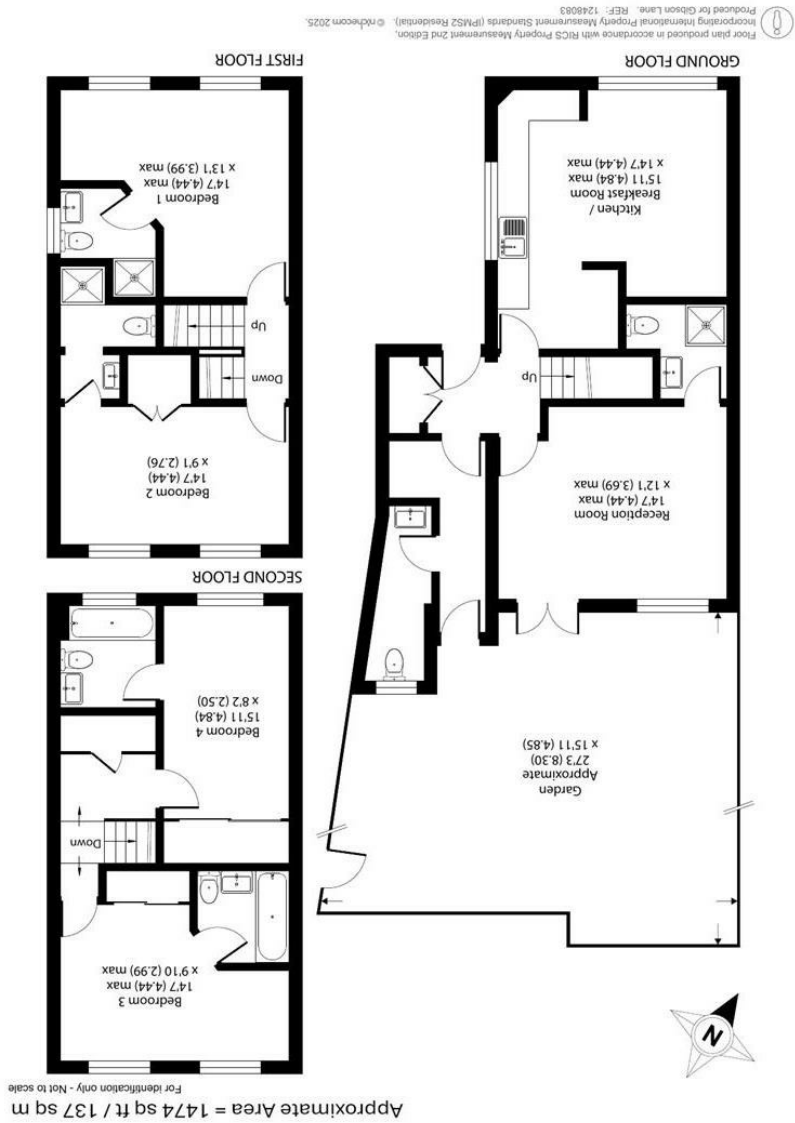 Approximate Area = 1474 sq ft / 137 sq m
For identification only - Not to scale
N
Garden
Approximate
27'3 (8.30)
x 15'11 (4.85)
Reception Room
14'7 (4.44) max
x 12'1 (3.69) max
Up
Kitchen /
Breakfast Room
15'11 (4.84) max
x 14'7 (4.44) max
GROUND FLOOR
Bedroom 3
14'7 (4.44) max
x 9'10 (2.99) max
Down
Bedroom 4
15'11 (4.84)
x 8'2 (2.50)
SECOND FLOOR
Bedroom 2
14'7 (4.44)
x 9'1 (2.76)
Down
Up
Bedroom 1
14'7 (4.44) max
x 13'1 (3.99) max
FIRST FLOOR
Floor plan produced in accordance with RICS Property Measurement 2nd Edition,
Incorporating International Property Measurement Standards (IPMS2 Residential). © nichecom 2025.
Produced for Gibson Lane. REF: 1248083